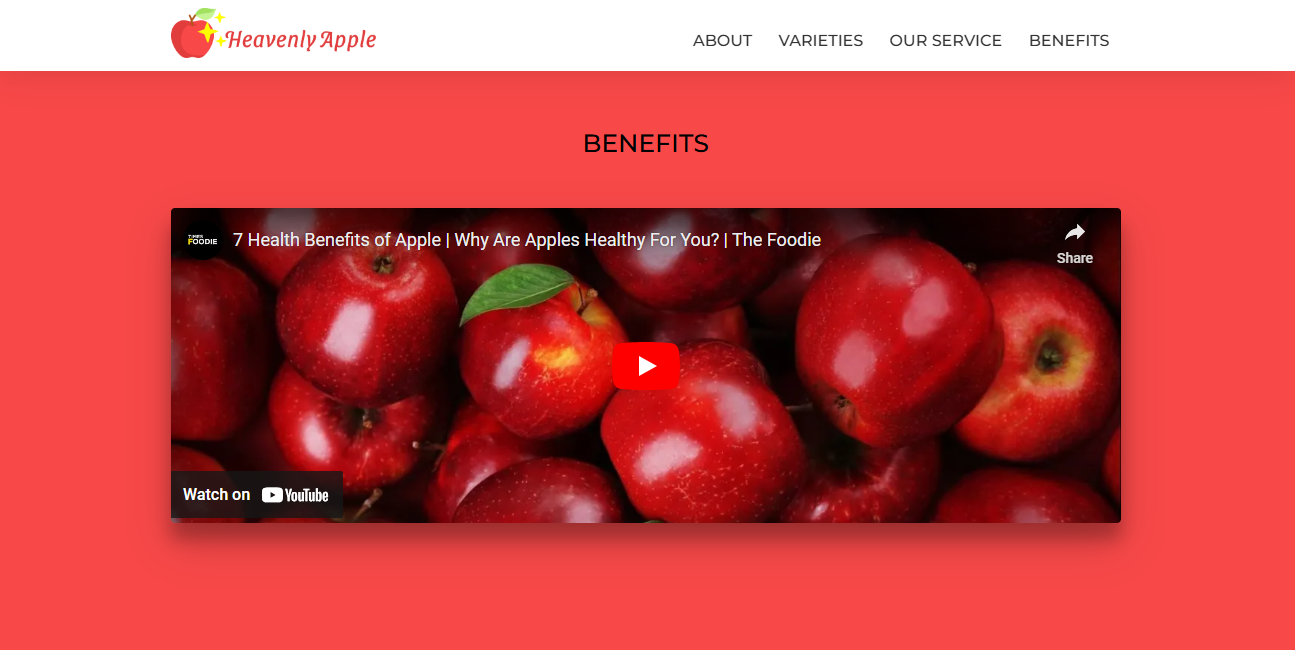 Heavenly Apple
ABOUT VARIETIES OUR SERVICE BENEFITS
BENEFITS
TIMES
FOODIE
7 Health Benefits of Apple | Why Are Apples Healthy For You? | The Foodie
Share
Watch on YouTube